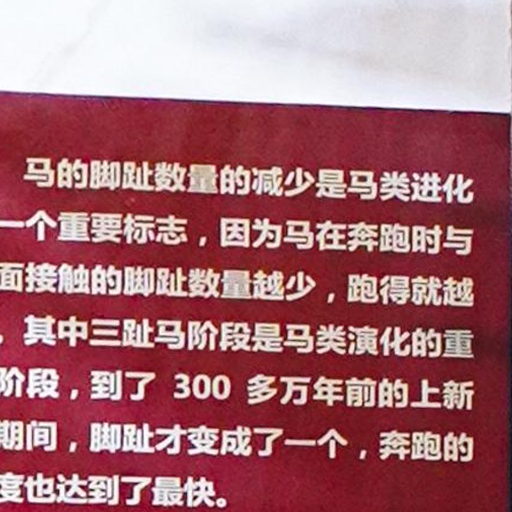 马的脚趾数量的减少是马类进化
一个重要标志，因为马在奔跑时与
面接触的脚趾数量越少，跑得就越
。其中三趾马阶段是马类演化的重
阶段，到了 300 多万年前的上新
期间，脚趾才变成了一个，奔跑的
度也达到了最快。